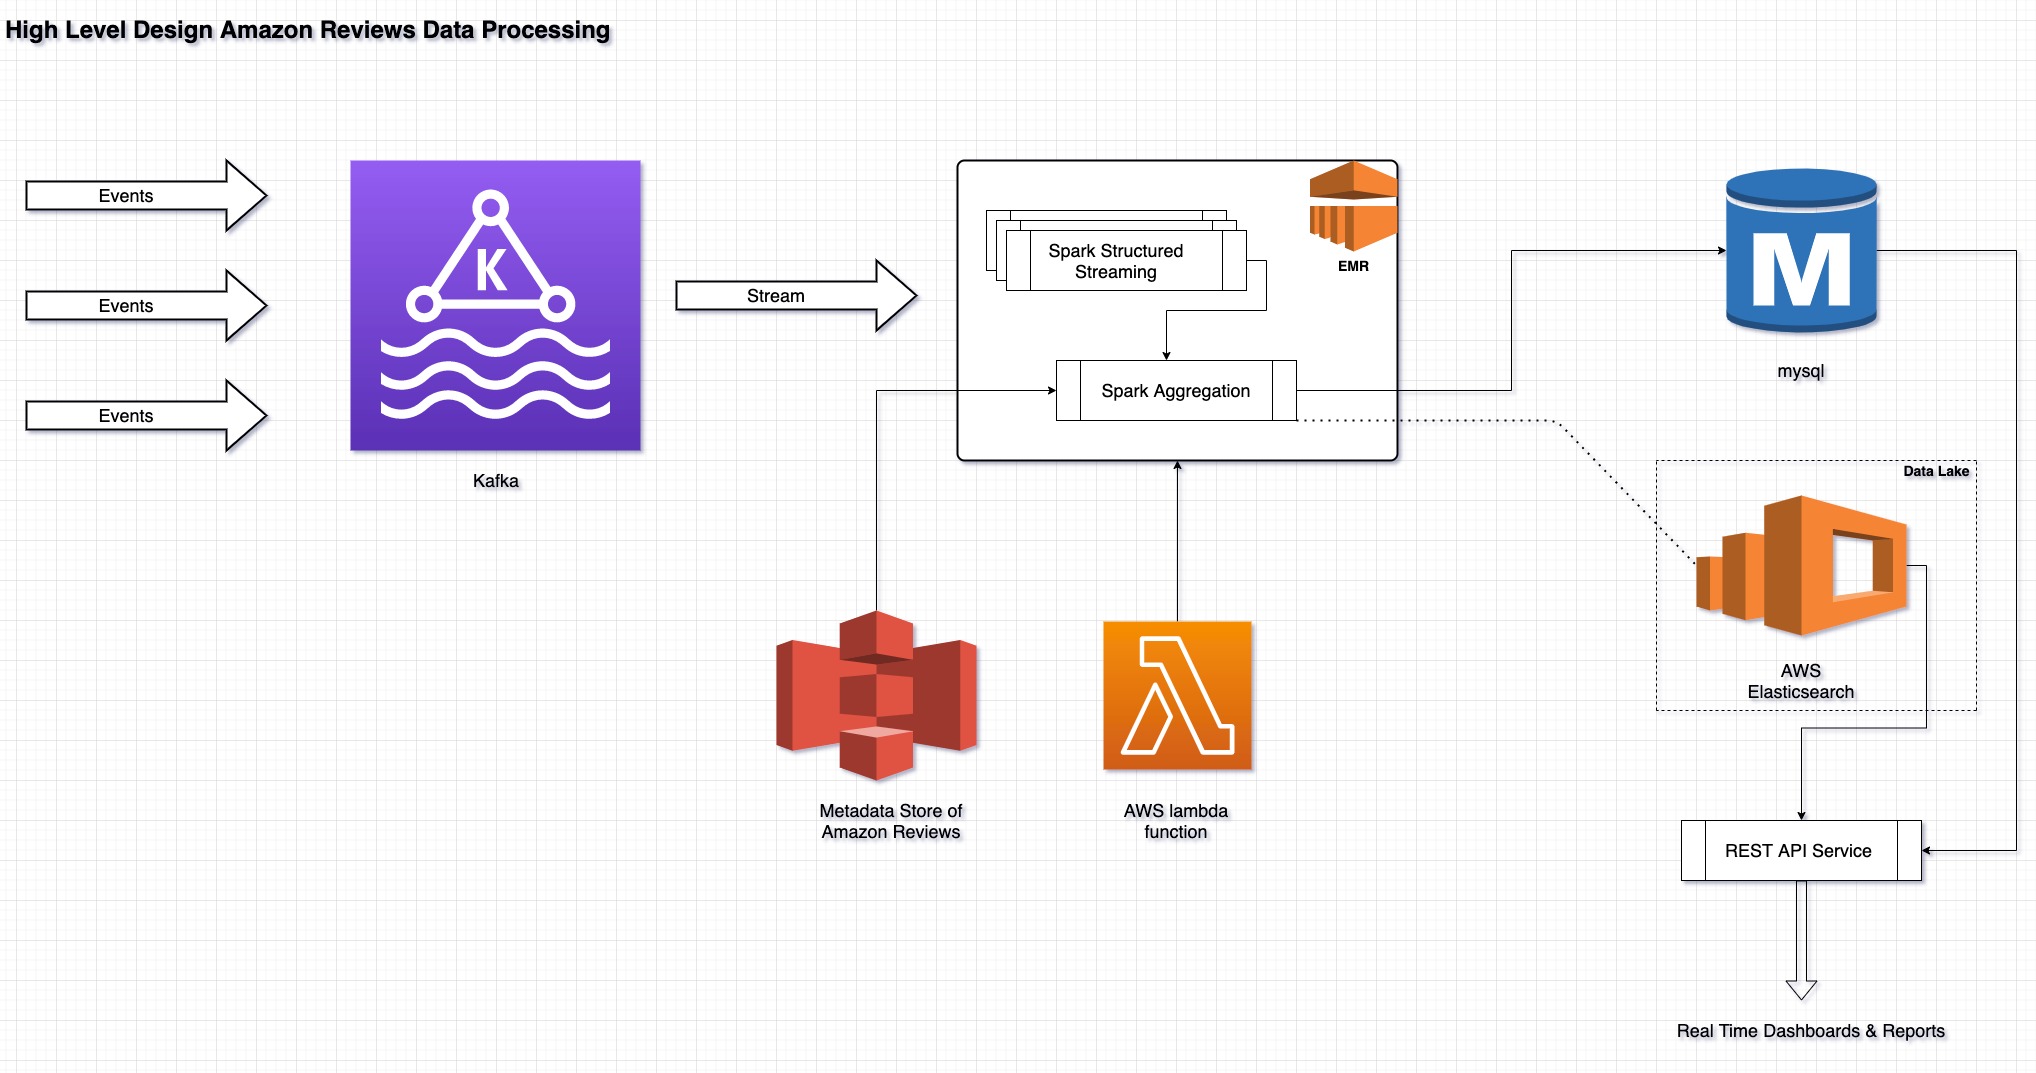 High Level Design Amazon Reviews Data Processing
Events
Events
Events
K
Kafka
Stream
Spark Structured
Streaming
EMR
Spark Aggregation
M
mysql
Data Lake
AWS
Elasticsearch
Metadata Store of
Amazon Reviews
AWS lambda
function
REST API Service
Real Time Dashboards & Reports